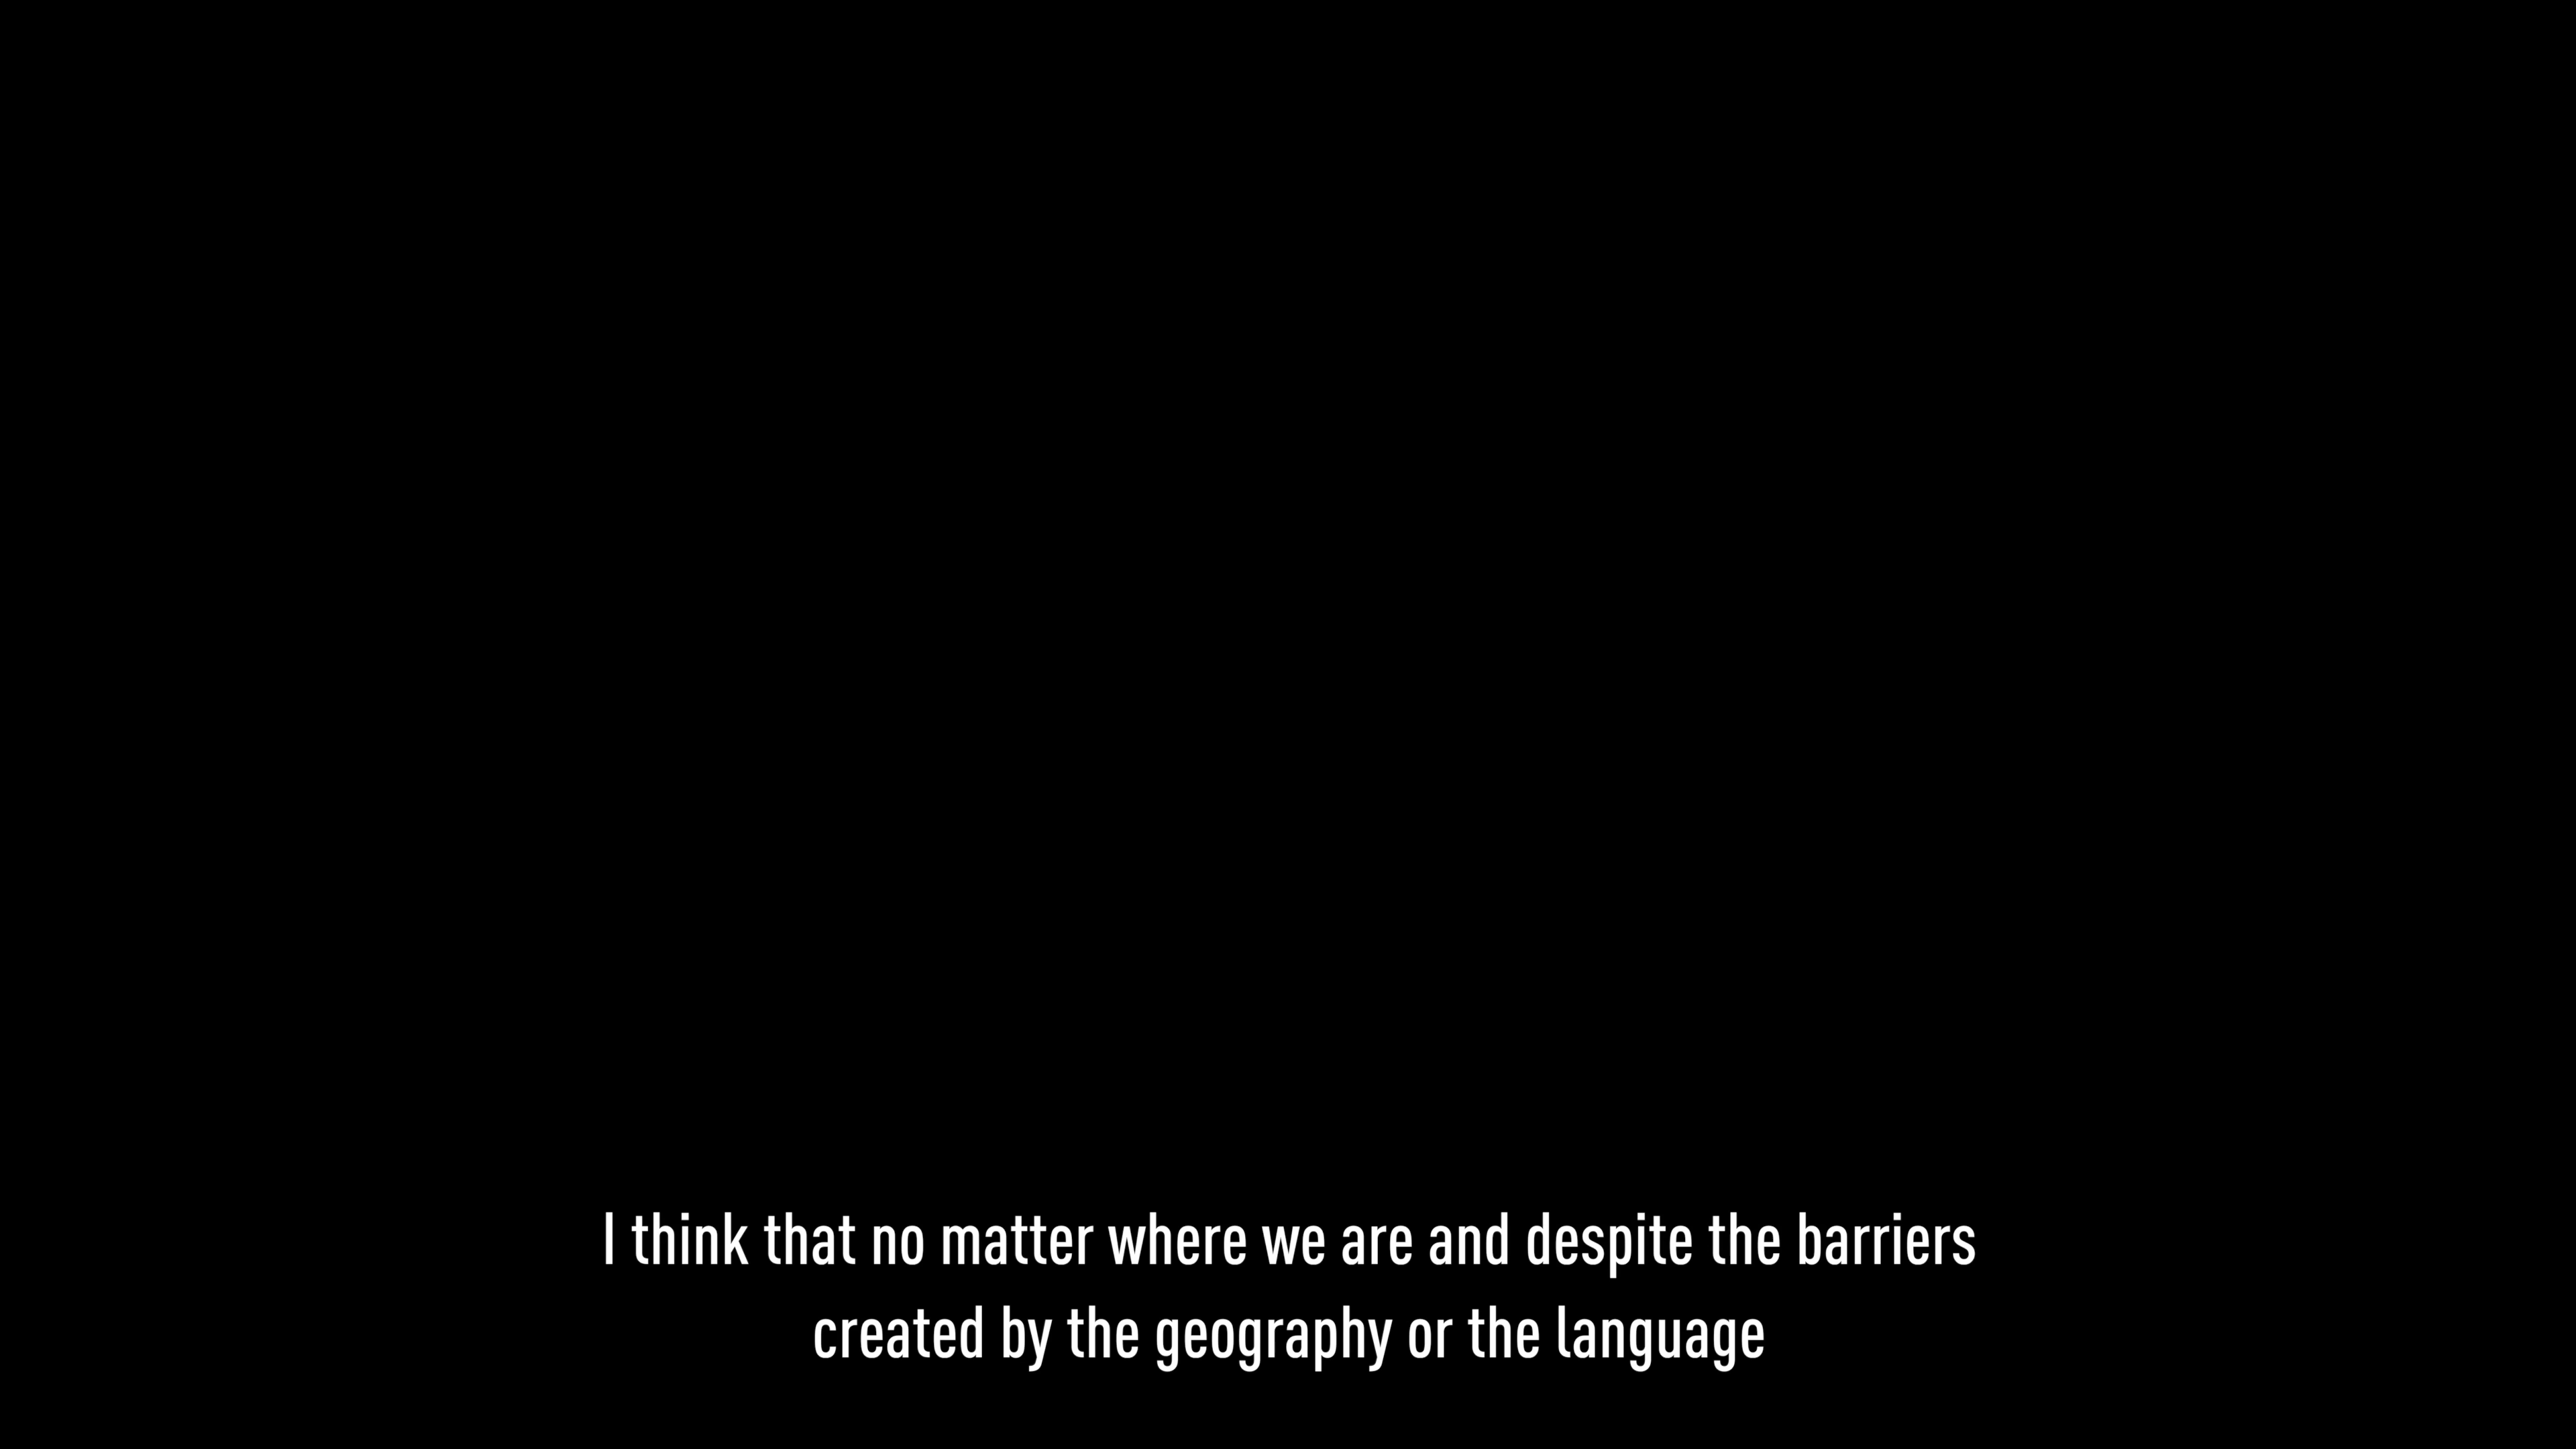 I think that no matter where we are and despite the barriers
created by the geography or the language